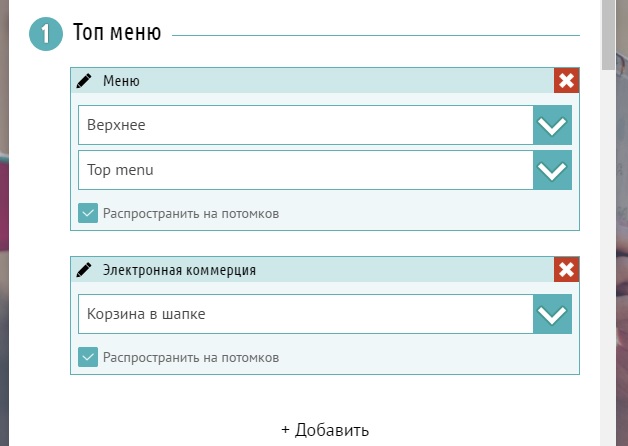 1 Топ меню
Меню
Верхнее
Top menu
Распространить на потомков
Электронная коммерция
Корзина в шапке
Распространить на потомков
+ Добавить